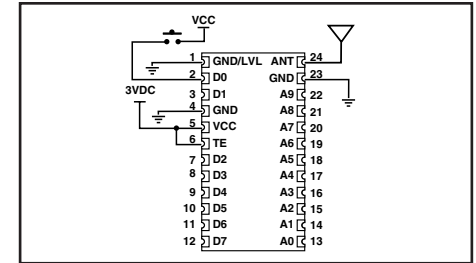 VCC
1 GND/LVL ANT 24
2 D0 GND 23
3VDC
3 D1 A9 22
4 GND A8 21
5 VCC A7 20
6 TE A6 19
7 D2 A5 18
8 D3 A4 17
9 D4 A3 16
10 D5 A2 15
11 D6 A1 14
12 D7 A0 13